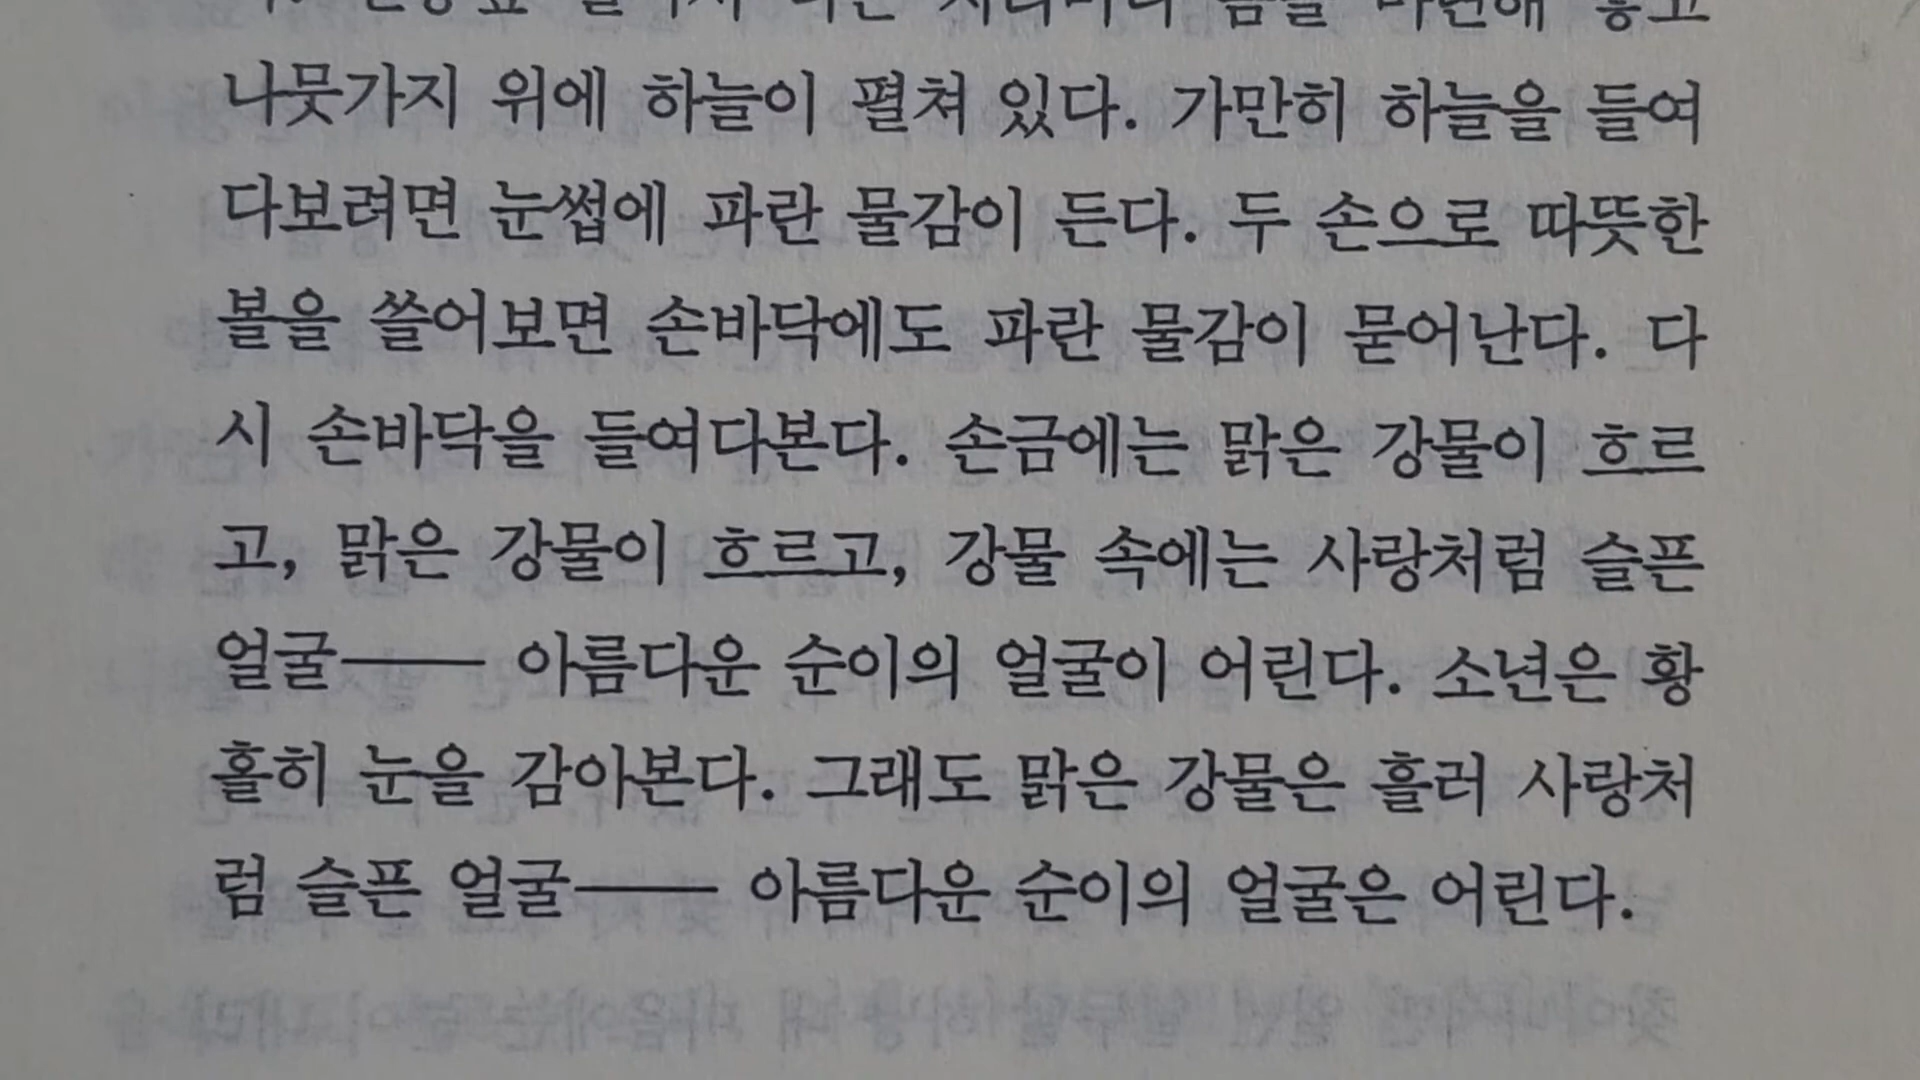 나뭇가지 위에 하늘이 펼쳐 있다. 가만히 하늘을 들여
다보려면 눈썹에 파란 물감이 든다. 두 손으로 따뜻한
볼을 쓸어보면 손바닥에도 파란 물감이 묻어난다. 다
시 손바닥을 들여다본다. 손금에는 맑은 강물이 흐르
고, 맑은 강물이 흐르고, 강물 속에는 사랑처럼 슬픈
얼굴—— 아름다운 순이의 얼굴이 어린다. 소년은 황
홀히 눈을 감아본다. 그래도 맑은 강물은 흘러 사랑처
럼 슬픈 얼굴—— 아름다운 순이의 얼굴은 어린다.